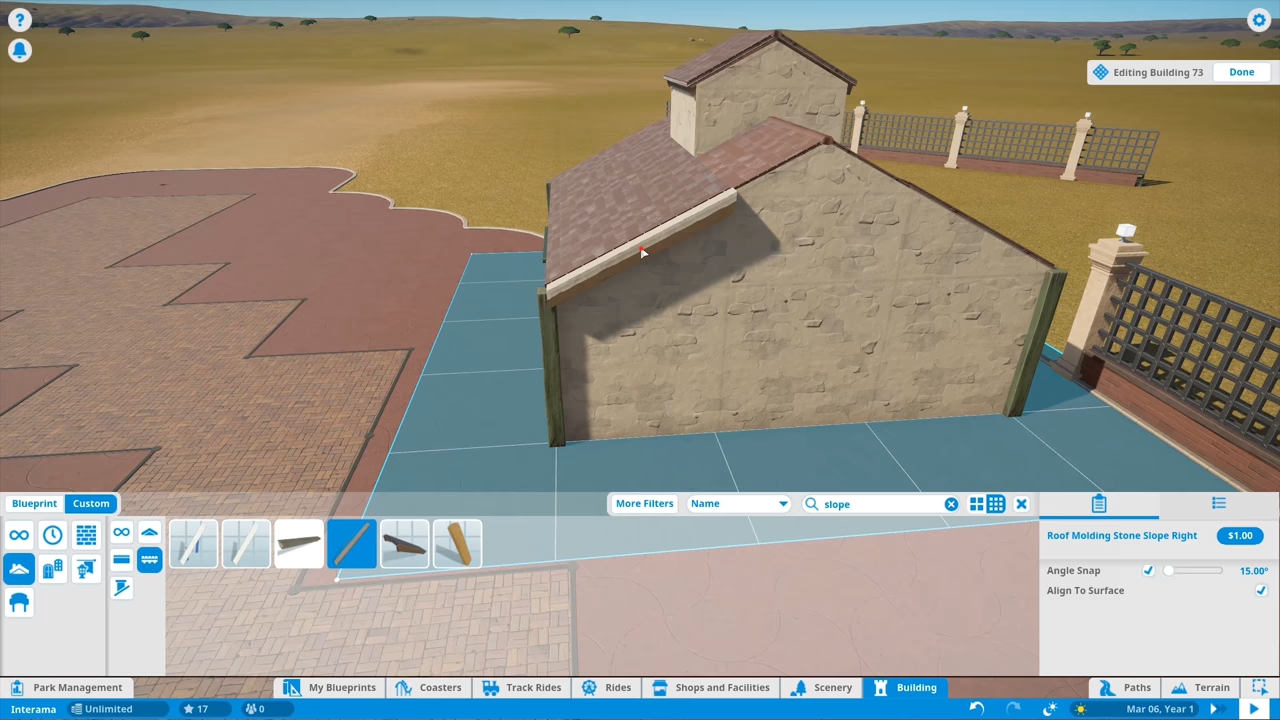 ?
Editing Building 73
Done
Blueprint
Custom
More Filters
Name
slope
Roof Molding Stone Slope Right
$1.00
Angle Snap
15.00º
Align To Surface
Park Management
My Blueprints
Coasters
Track Rides
Rides
Shops and Facilities
Scenery
Building
Paths
Terrain
Interama
Unlimited
17
0
Mar 06, Year 1